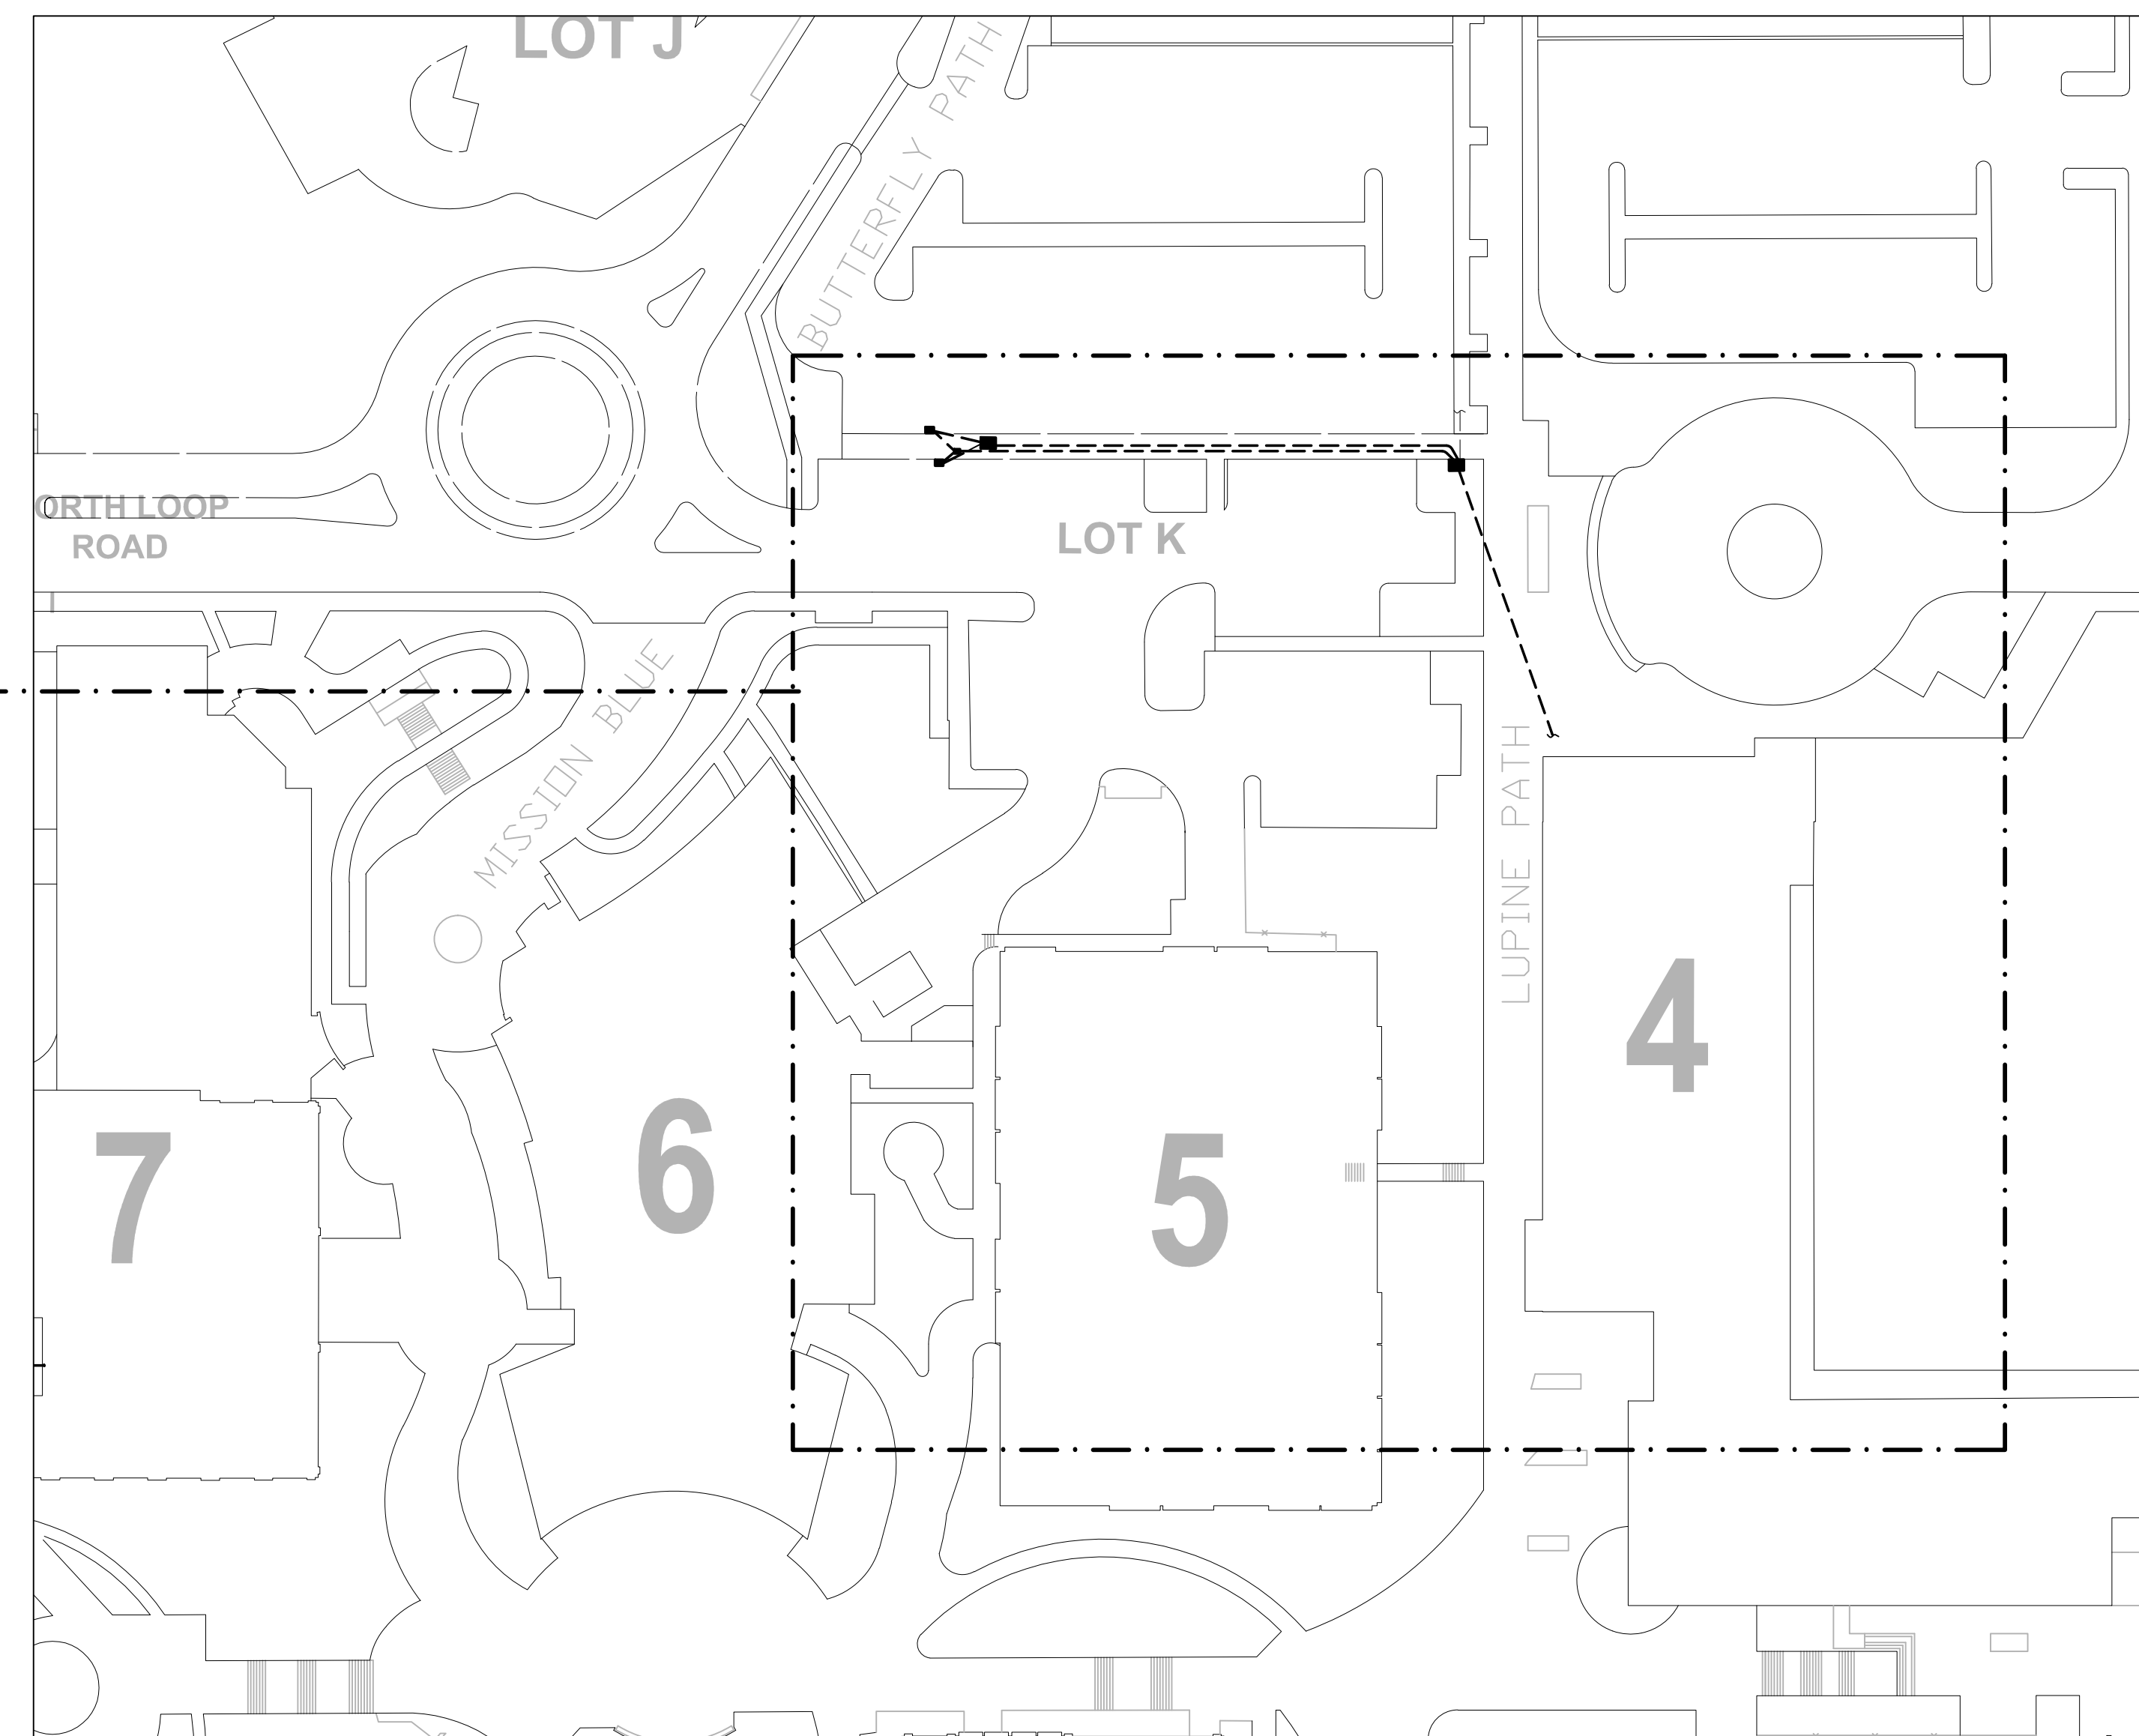 LOT J
BUTTERFLY PATH
ORTH LOOP
ROAD
LOT K
MISSION BLUE
LUPINE PATH
4
6
5
7